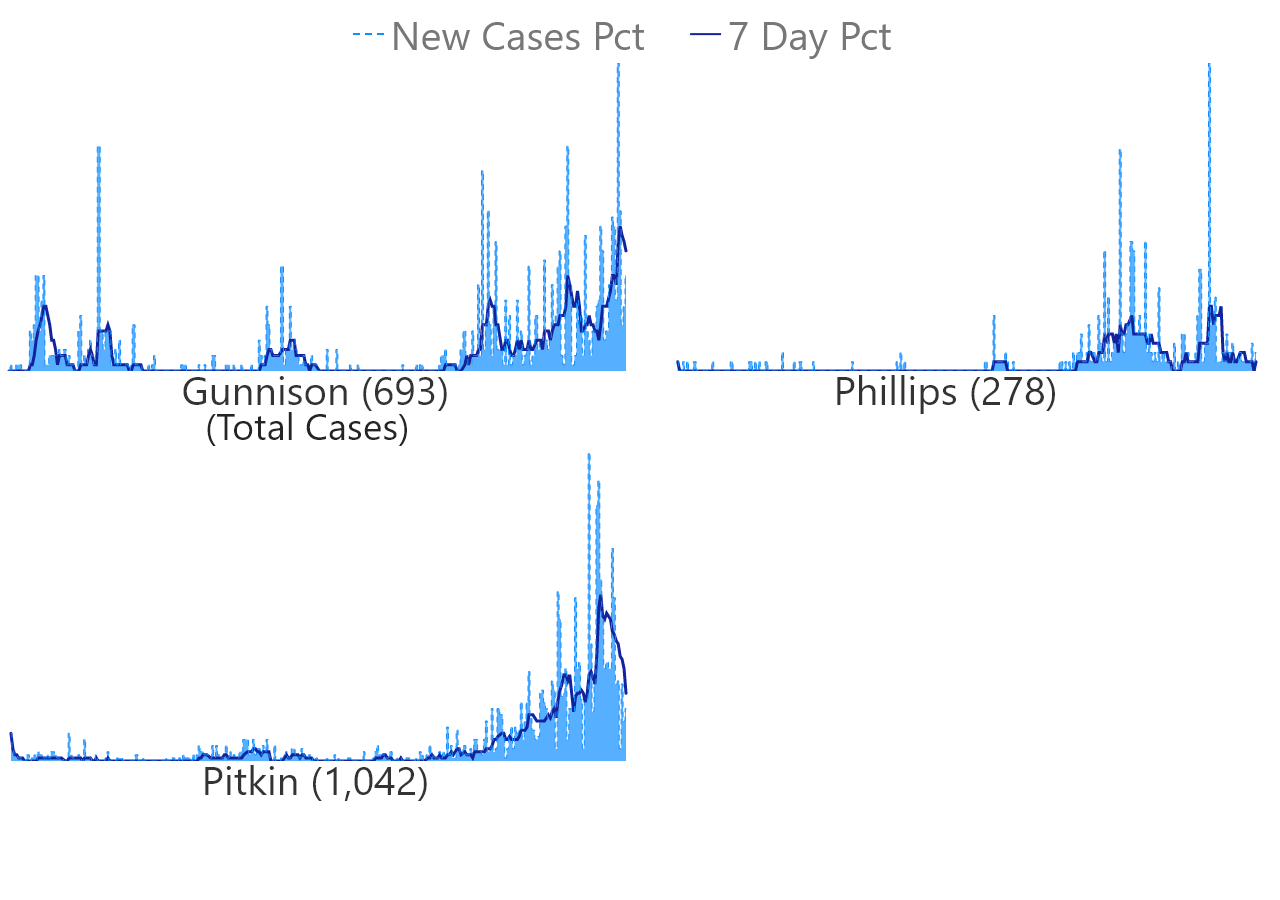 New Cases Pct 7 Day Pct
Gunnison (693)
(Total Cases)
Phillips (278)
Pitkin (1,042)